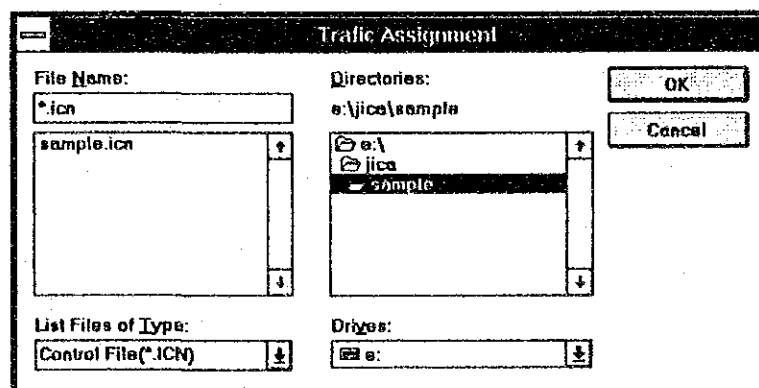 Trafic Assignment
File Name:
*.icn
sample.icn
List Files of Type:
Control File(*.ICN)
Directories:
e:\jica\sample
e:\
jica
sample
Drives:
e:
OK
Cancel